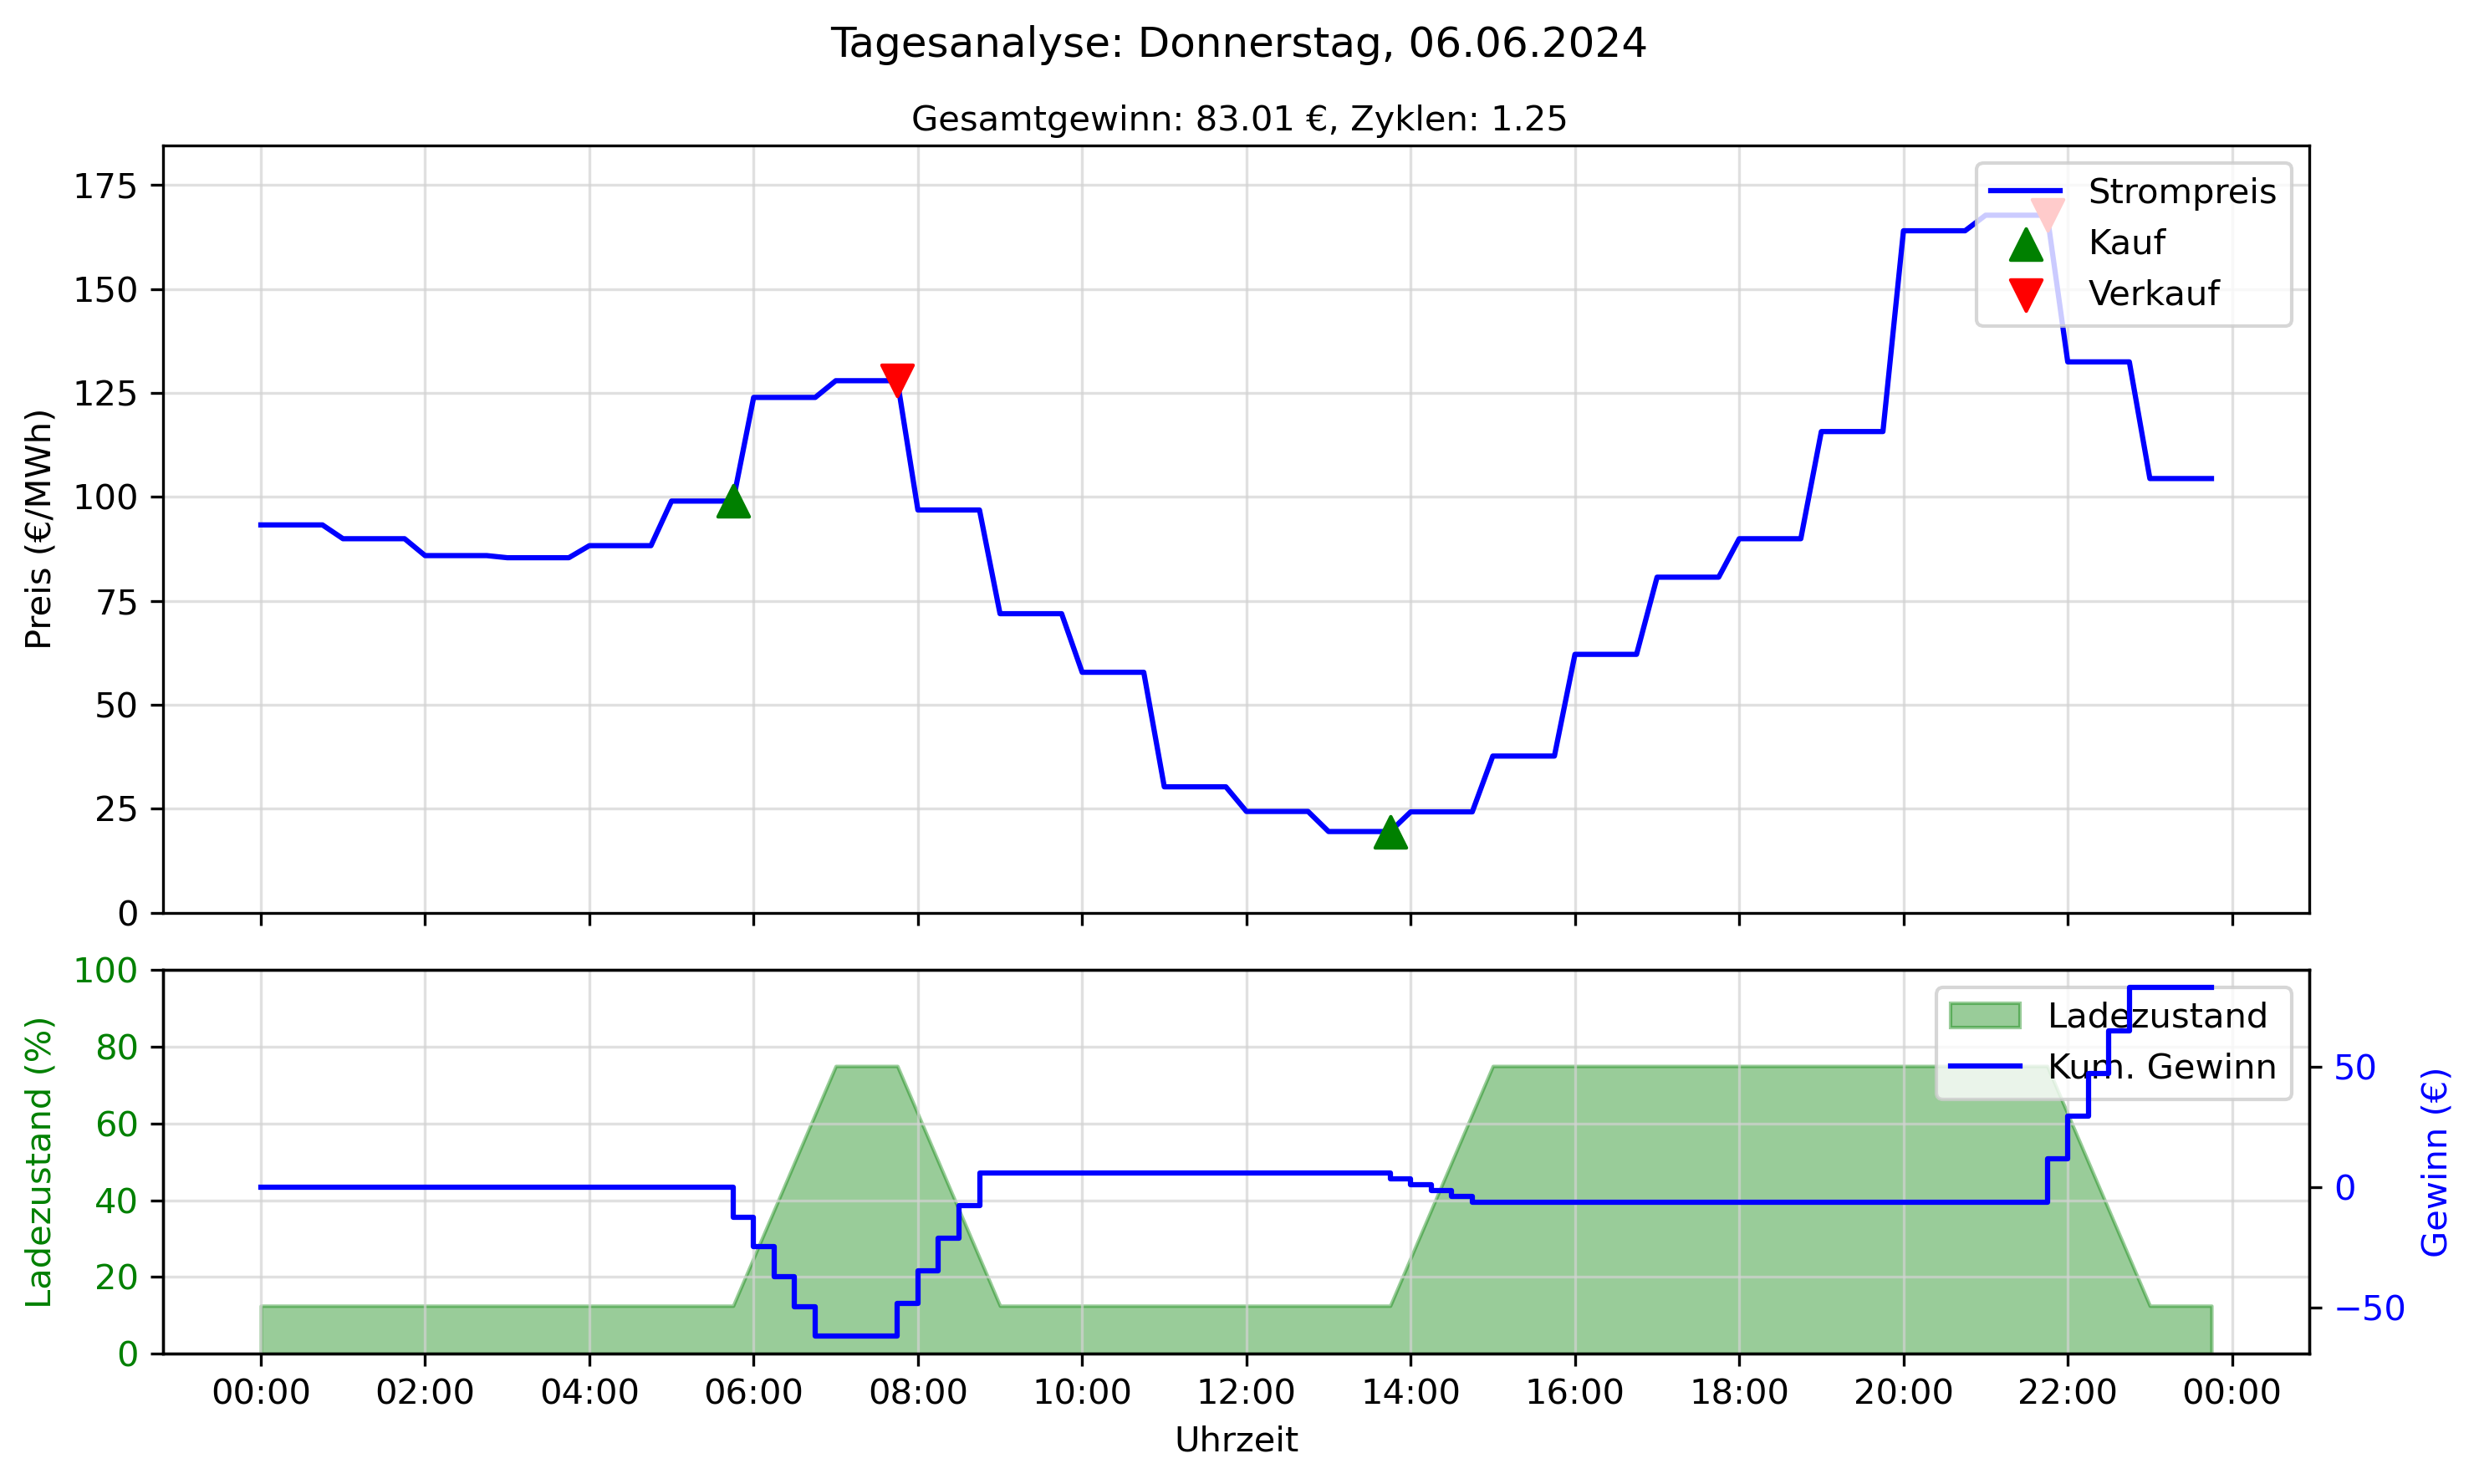 Tagesanalyse: Donnerstag, 06.06.2024
Gesamtgewinn: 83.01 €, Zyklen: 1.25
Preis (€/MWh)
175
150
125
100
75
50
25
0
Strompreis
Kauf
Verkauf
Ladezustand (%)
100
80
60
40
20
0
Ladezustand
Kum. Gewinn
50
0
−50
Gewinn (€)
00:00 02:00 04:00 06:00 08:00 10:00 12:00 14:00 16:00 18:00 20:00 22:00 00:00
Uhrzeit